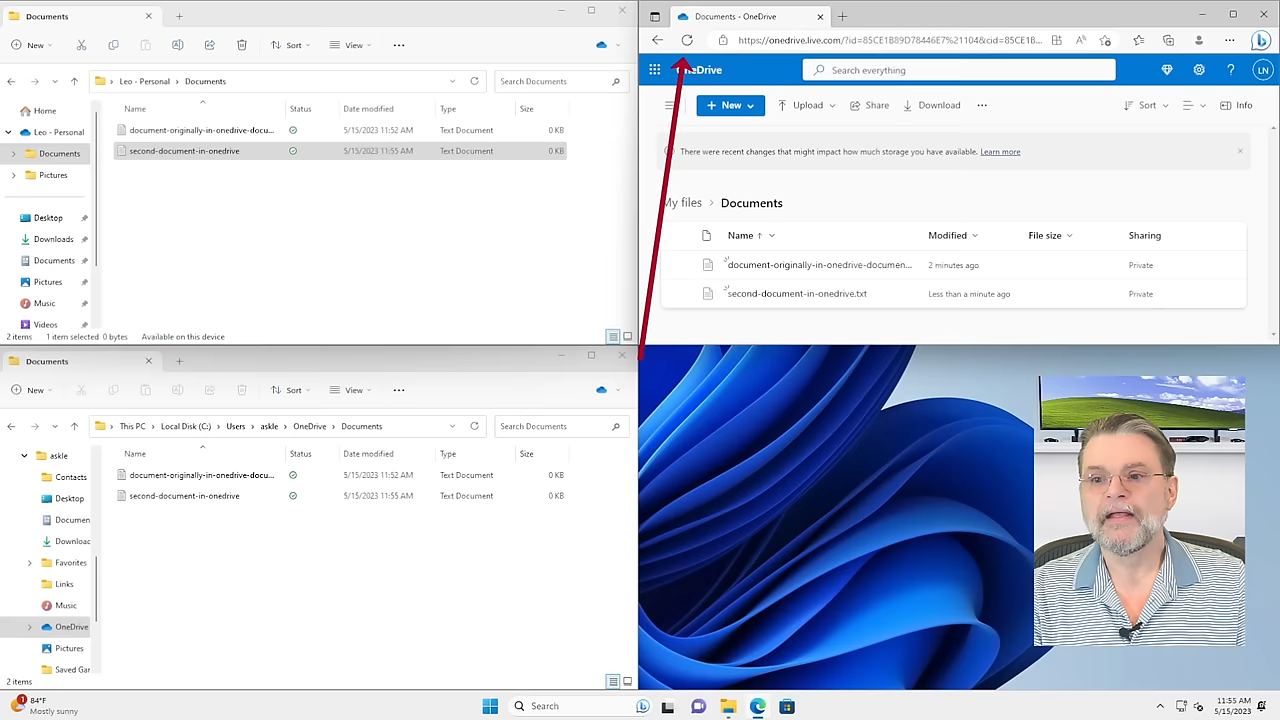 Documents
New
Sort
View
Leo - Personal > Documents
Search Documents
Home
Leo - Personal
Documents
Pictures
Desktop
Downloads
Documents
Pictures
Music
Videos
Name Status Date modified Type Size
document-originally-in-onedrive-docu... 5/15/2023 11:52 AM Text Document 0 KB
second-document-in-onedrive 5/15/2023 11:55 AM Text Document 0 KB
2 items 1 item selected 0 bytes Available on this device
Documents - OneDrive
https://onedrive.live.com/?id=85CE1B89D78446E7%21104&cid=85CE1B...
OneDrive
Search everything
LN
New
Upload
Share
Download
Sort
Info
There were recent changes that might impact how much storage you have available. Learn more
My files > Documents
Name Modified File size Sharing
document-originally-in-onedrive-documen... 2 minutes ago Private
second-document-in-onedrive.txt Less than a minute ago Private
Documents
New
Sort
View
This PC > Local Disk (C:) > Users > askle > OneDrive > Documents
Search Documents
askle
Contacts
Desktop
Documen
Downloac
Favorites
Links
Music
OneDrive
Pictures
Saved Gar
Name Status Date modified Type Size
document-originally-in-onedrive-docu... 5/15/2023 11:52 AM Text Document 0 KB
second-document-in-onedrive 5/15/2023 11:55 AM Text Document 0 KB
2 items
1
84°F
Mostly sunny
Search
11:55 AM
5/15/2023